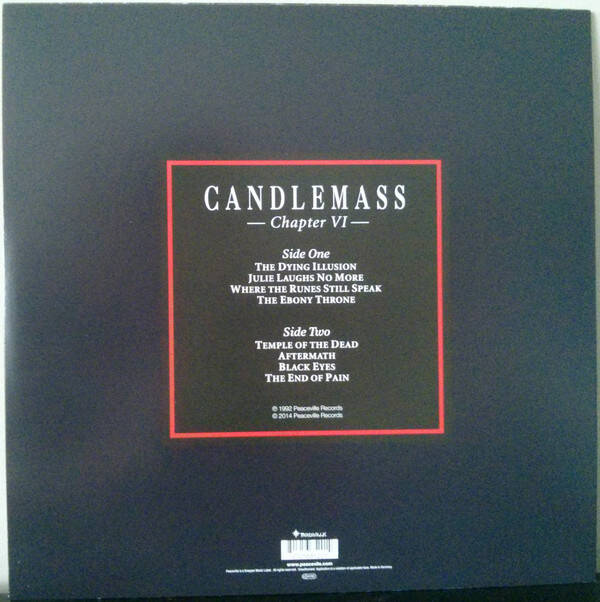 CANDLEMASS
— Chapter VI —
Side One
THE DYING ILLUSION
JULIE LAUGHS NO MORE
WHERE THE RUNES STILL SPEAK
THE EBONY THRONE
Side Two
TEMPLE OF THE DEAD
AFTERMATH
BLACK EYES
THE END OF PAIN
℗ 1992 Peaceville Records
© 2014 Peaceville Records
PEACEVILLE
www.peaceville.com